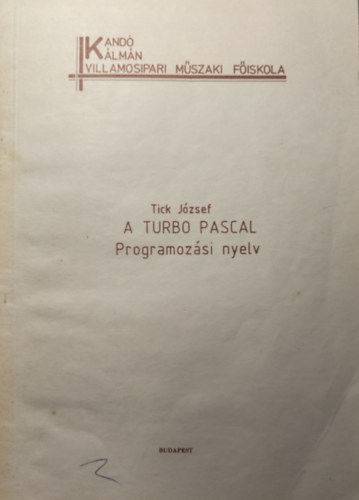 KANDÓ
KÁLMÁN
VILLAMOSIPARI MŰSZAKI FŐISKOLA
Tick József
A TURBO PASCAL
Programozási nyelv
BUDAPEST